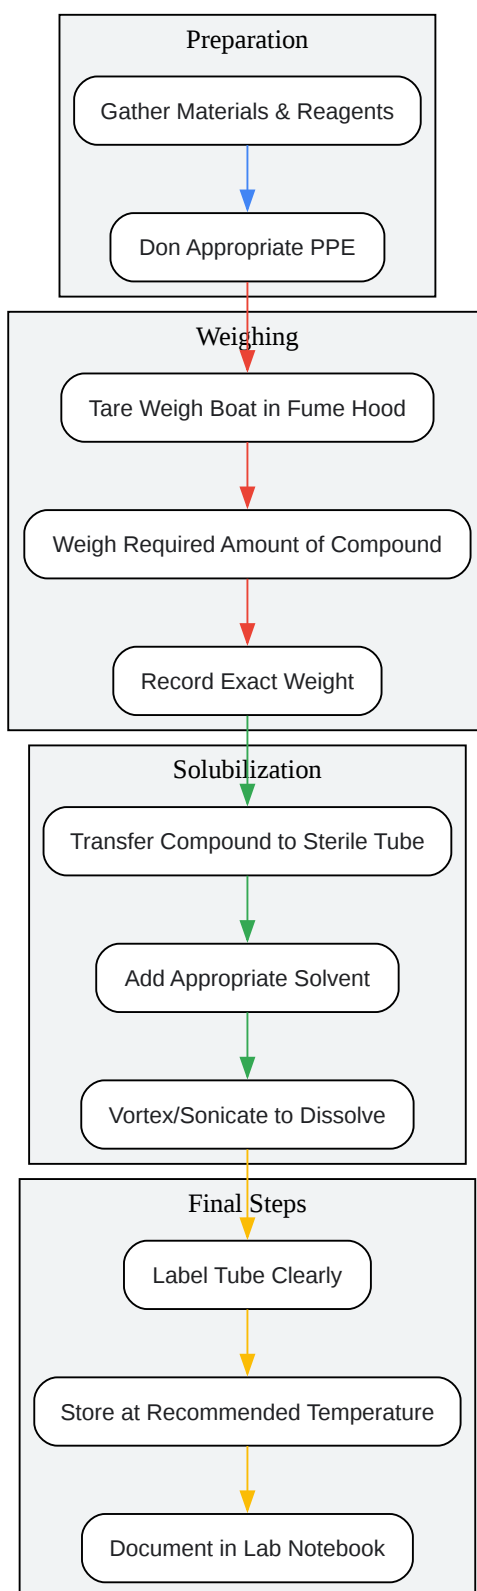 Preparation
Gather Materials & Reagents
Don Appropriate PPE
Weighing
Tare Weigh Boat in Fume Hood
Weigh Required Amount of Compound
Record Exact Weight
Solubilization
Transfer Compound to Sterile Tube
Add Appropriate Solvent
Vortex/Sonicate to Dissolve
Final Steps
Label Tube Clearly
Store at Recommended Temperature
Document in Lab Notebook